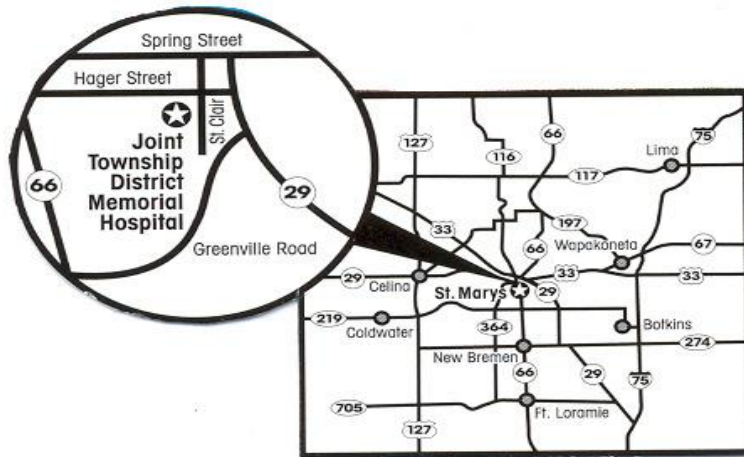 Spring Street
Hager Street
St. Clair
Joint
Township
District
Memorial
Hospital
66
29
Greenville Road
127
116
66
75
Lima
117
33
197
66
Wapakoneta
67
29
Celina
St. Marys
29
33
33
219
Coldwater
364
Botkins
New Bremen
274
66
29
75
705
Ft. Loramie
127